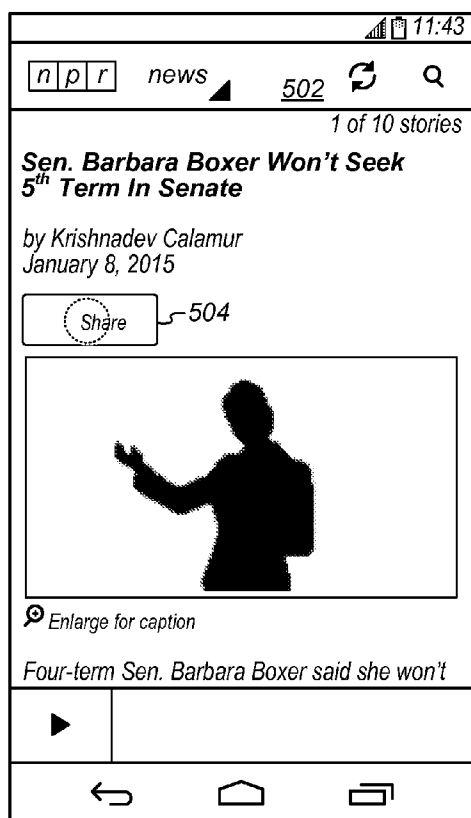 11:43
npr news 502
1 of 10 stories
Sen. Barbara Boxer Won't Seek
5th Term In Senate
by Krishnadev Calamur
January 8, 2015
Share 504
Enlarge for caption
Four-term Sen. Barbara Boxer said she won't